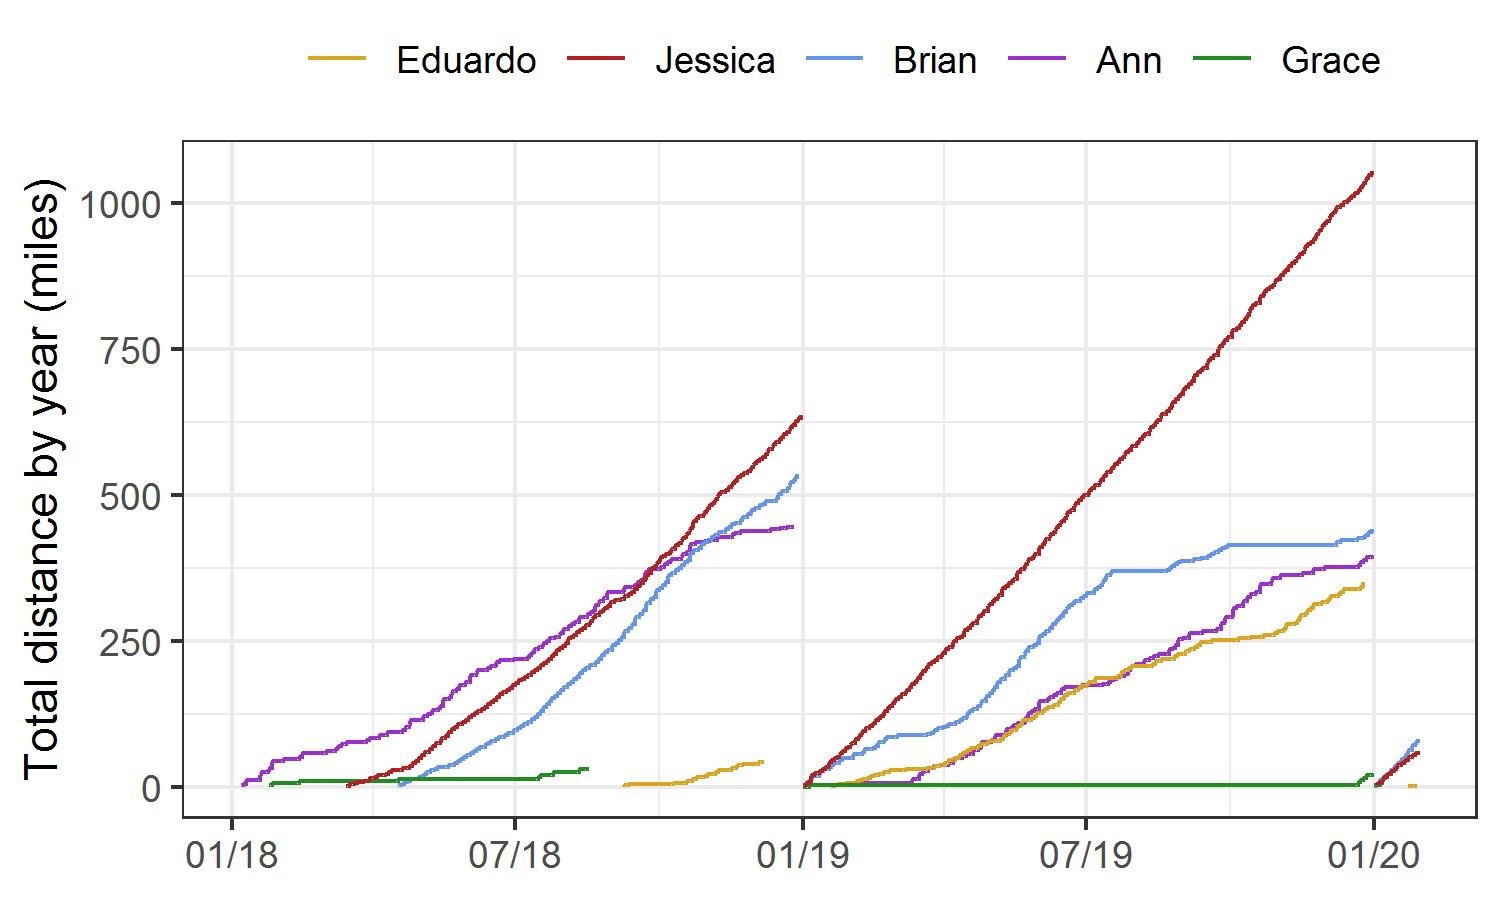 Eduardo Jessica Brian Ann Grace
Total distance by year (miles)
1000
750
500
250
0
01/18 07/18 01/19 07/19 01/20